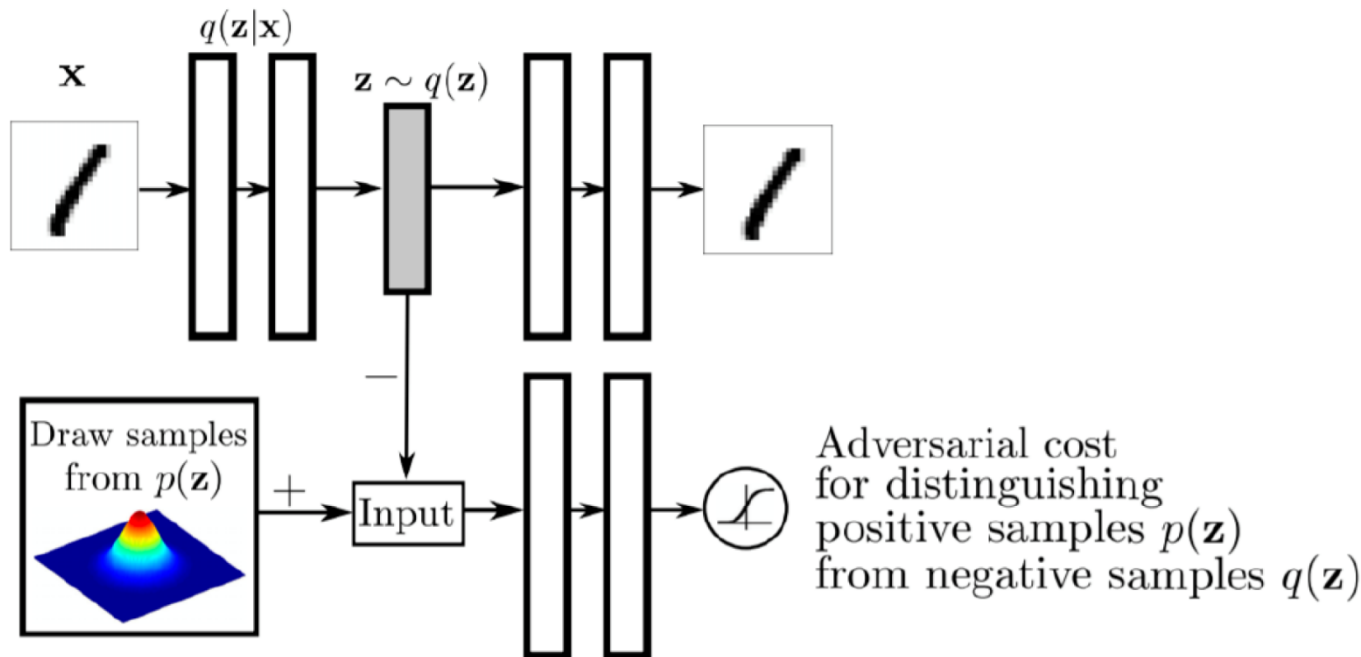 q(z|x)
x
z ∼ q(z)
−
Draw samples
from p(z)
+
Input
Adversarial cost
for distinguishing
positive samples p(z)
from negative samples q(z)